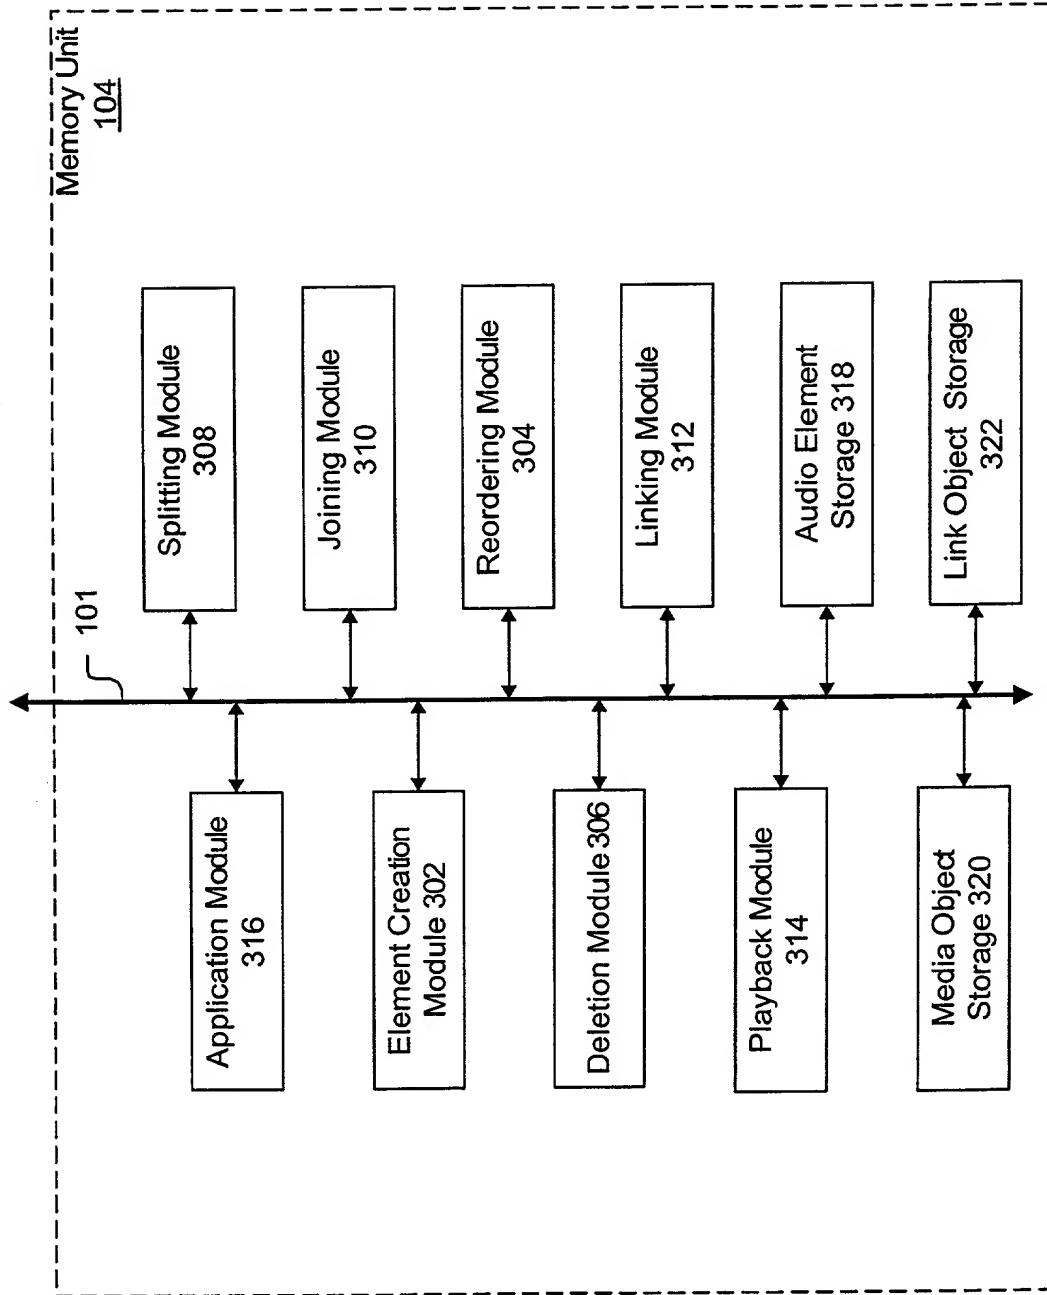 Memory Unit
104
101
Splitting Module
308
Joining Module
310
Reordering Module
304
Linking Module
312
Audio Element
Storage 318
Link Object Storage
322
Application Module
316
Element Creation
Module 302
Deletion Module 306
Playback Module
314
Media Object
Storage 320